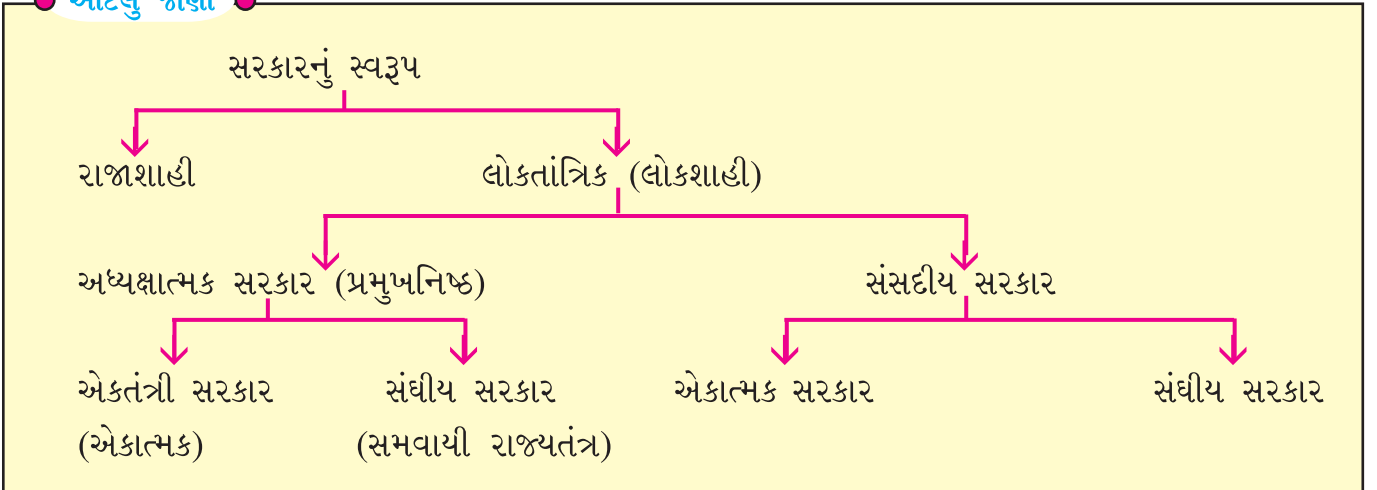 આટલું જાણો
સરકારનું સ્વરૂપ
રાજાશાહી લોકતાંત્રિક (લોકશાહી)
અધ્યક્ષાત્મક સરકાર (પ્રમુખનિષ્ઠ) સંસદીય સરકાર
એકતંત્રી સરકાર સંઘીય સરકાર એકાત્મક સરકાર સંઘીય સરકાર
(એકાત્મક) (સમવાયી રાજ્યતંત્ર)